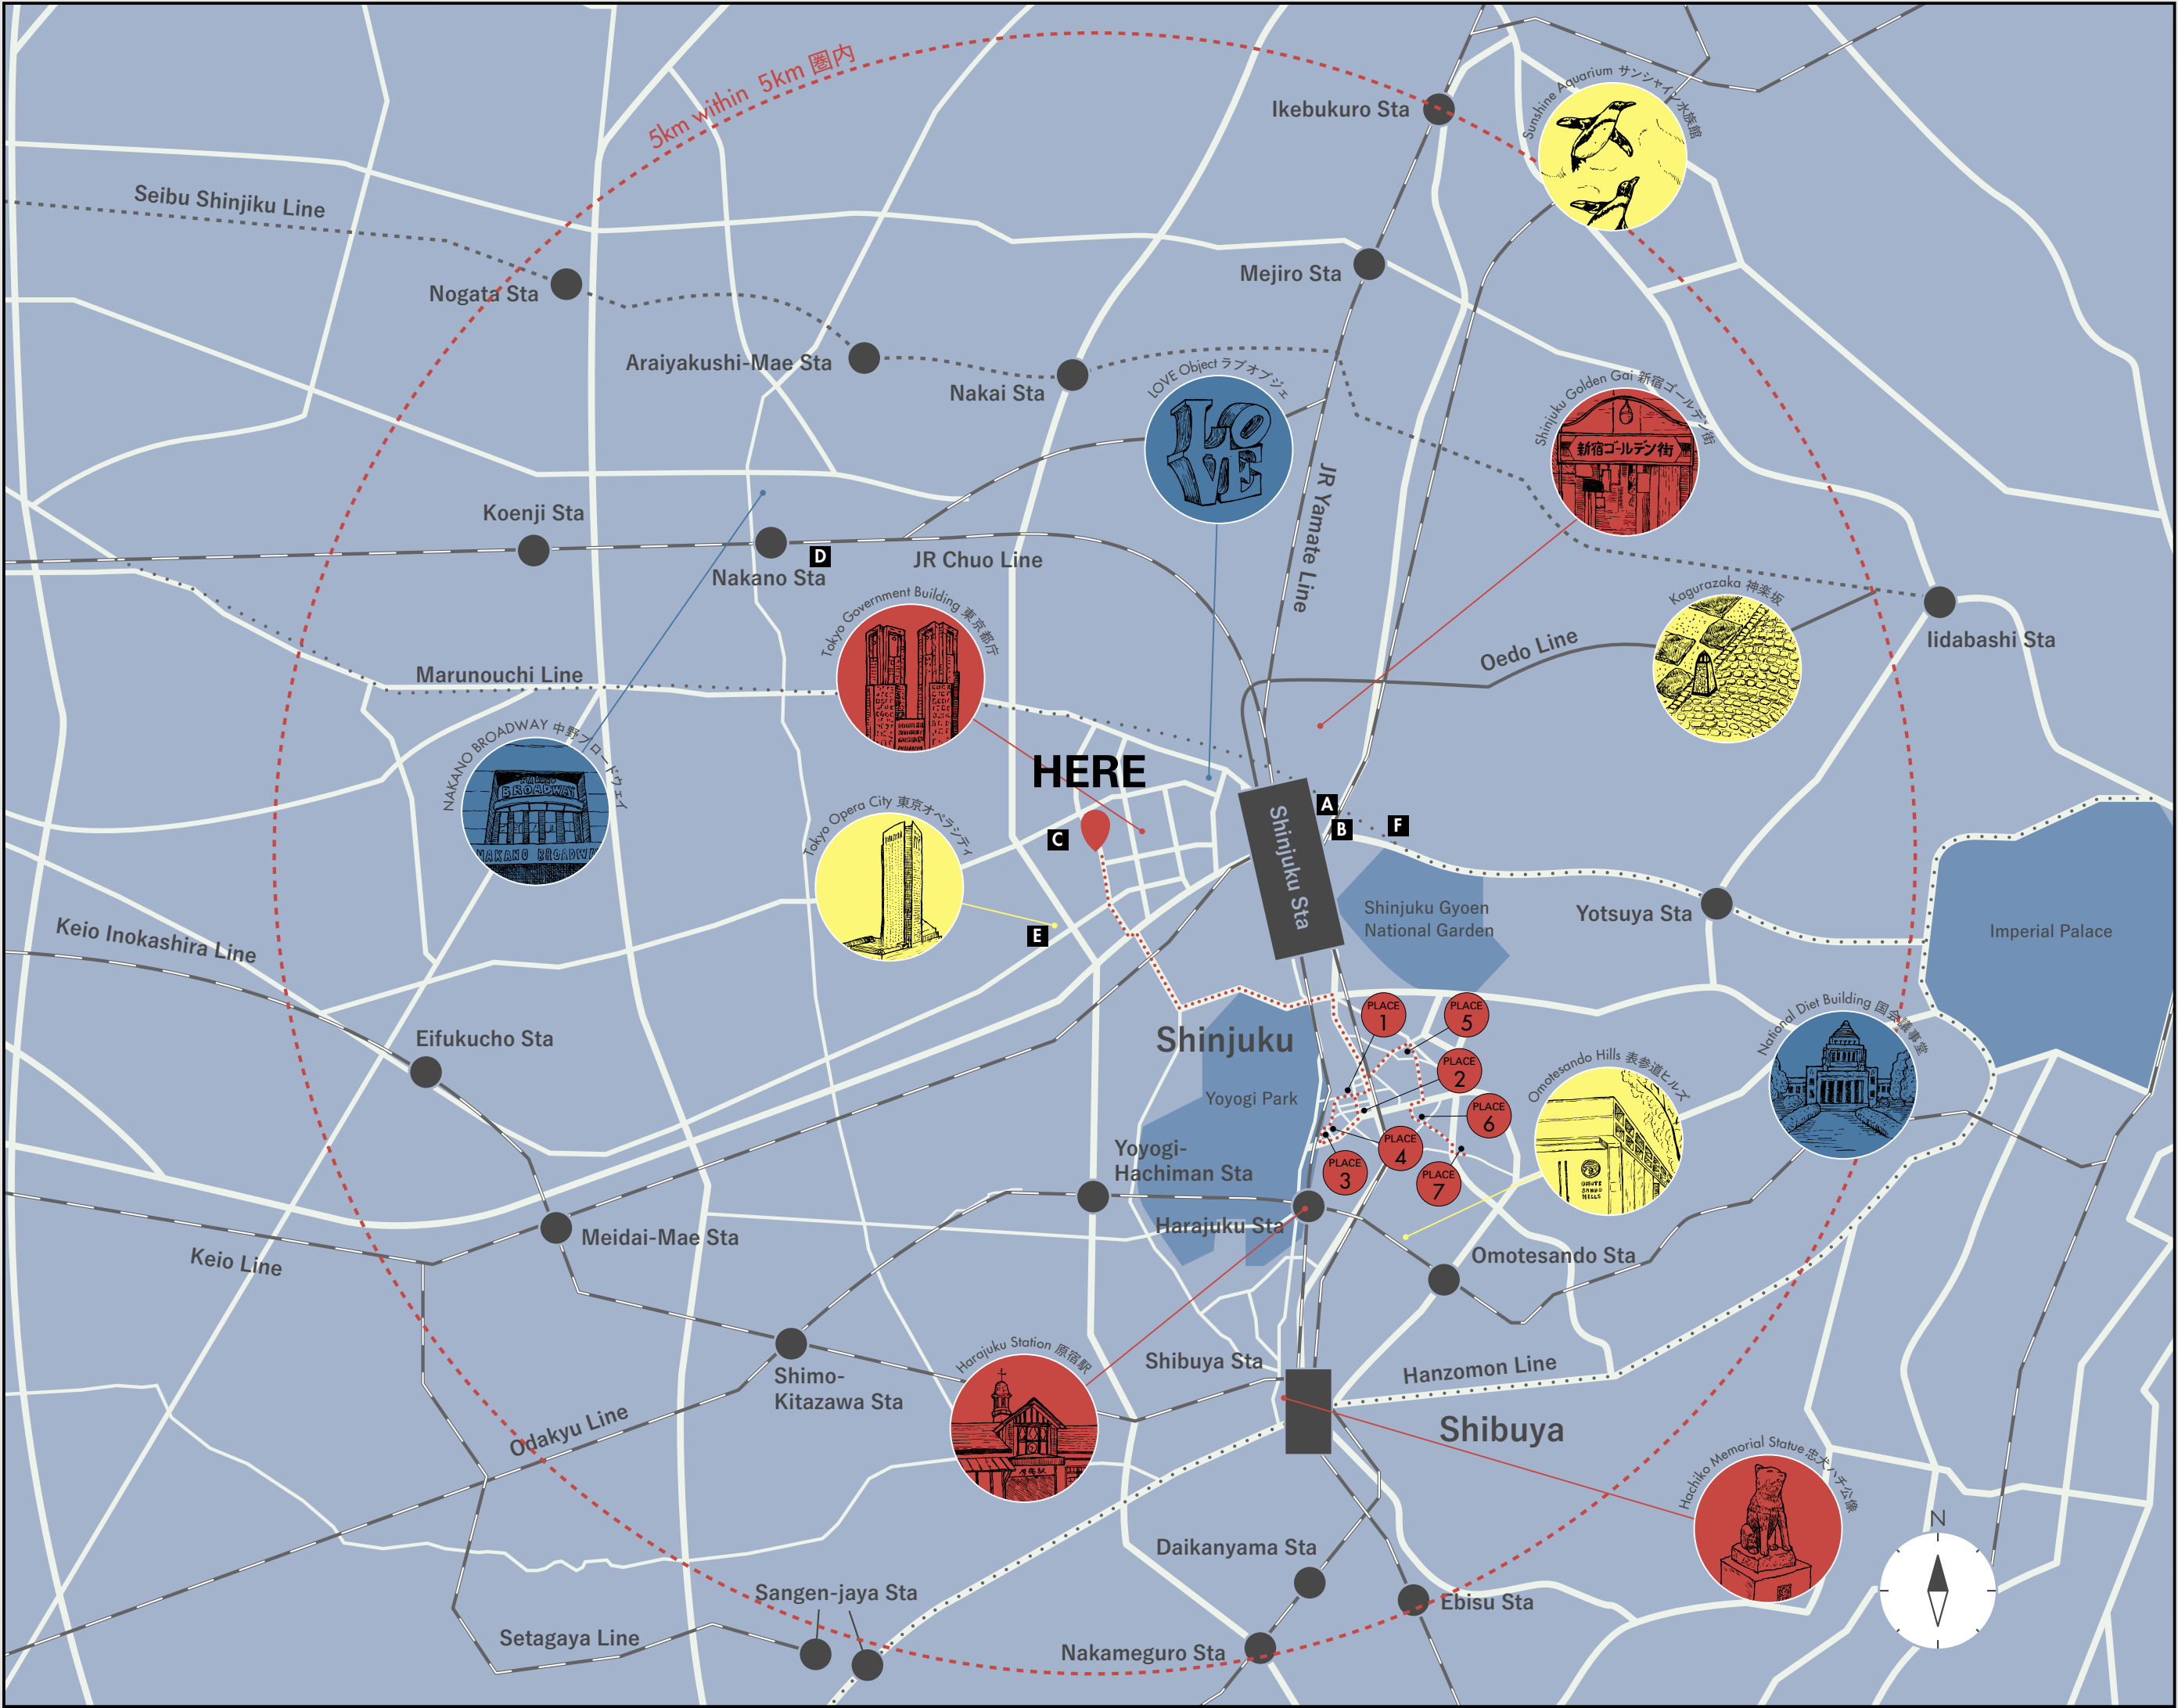 5km within 5km 圏内
Ikebukuro Sta
Sunshine Aquarium サンシャイン水族館
Seibu Shinjiku Line
Nogata Sta
Mejiro Sta
Araiyakushi-Mae Sta
Nakai Sta
LOVE Object ラブオブジェ
LOVE
Shinjuku Golden Gai 新宿ゴールデン街
新宿ゴールデン街
JR Yamate Line
Koenji Sta
Nakano Sta
D
JR Chuo Line
Tokyo Government Building 東京都庁
Kagurazaka 神楽坂
Iidabashi Sta
Oedo Line
Marunouchi Line
NAKANO BROADWAY 中野ブロードウェイ
BROADWAY
NAKANO BROADWAY
HERE
Tokyo Opera City 東京オペラシティ
C
A
B
F
E
Shinjuku Sta
Shinjuku Gyoen
National Garden
Yotsuya Sta
Imperial Palace
Keio Inokashira Line
Eifukucho Sta
Shinjuku
Yoyogi Park
PLACE
1
PLACE
5
PLACE
2
PLACE
6
PLACE
4
PLACE
3
PLACE
7
National Diet Building 国会議事堂
Omotesando Hills 表参道ヒルズ
OMOTE
SANDO
HILLS
Yoyogi-
Hachiman Sta
Harajuku Sta
Omotesando Sta
Meidai-Mae Sta
Keio Line
Shimo-
Kitazawa Sta
Odakyu Line
Harajuku Station 原宿駅
原宿駅
Shibuya Sta
Hanzomon Line
Shibuya
Hachiko Memorial Statue 忠犬ハチ公像
N
Daikanyama Sta
Ebisu Sta
Sangen-jaya Sta
Setagaya Line
Nakameguro Sta